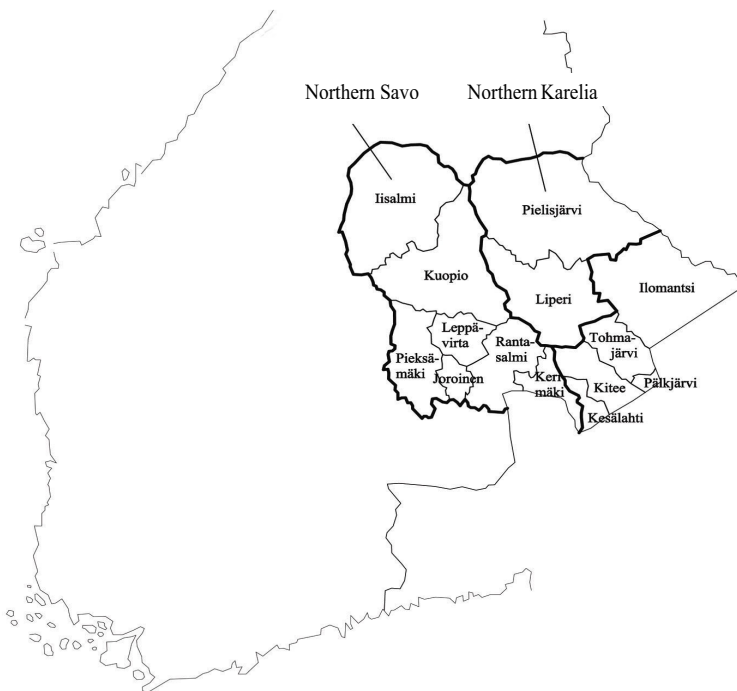 Northern Savo
Northern Karelia
Iisalmi
Pielisjärvi
Kuopio
Liperi
Ilomantsi
Leppä-
virta
Ranta-
salmi
Tohma-
järvi
Pieksä-
mäki
Joroinen
Keri
mäki
Kitee
Pälkjärvi
Kesälahti